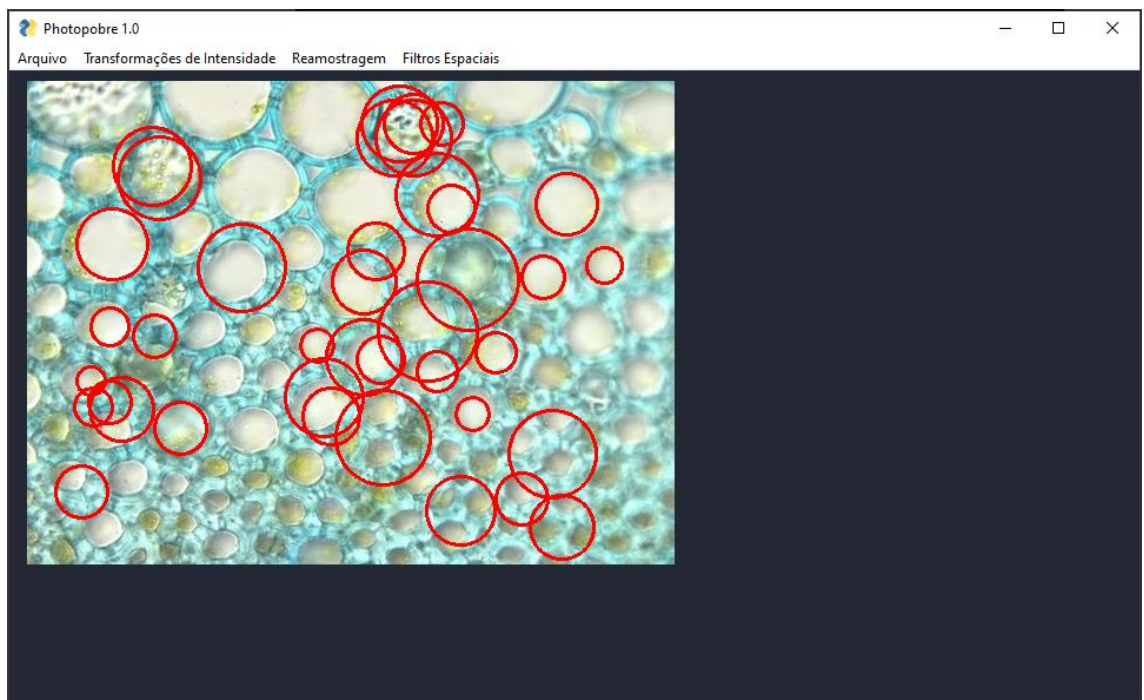 Photopobre 1.0
Arquivo Transformações de Intensidade Reamostragem Filtros Espaciais